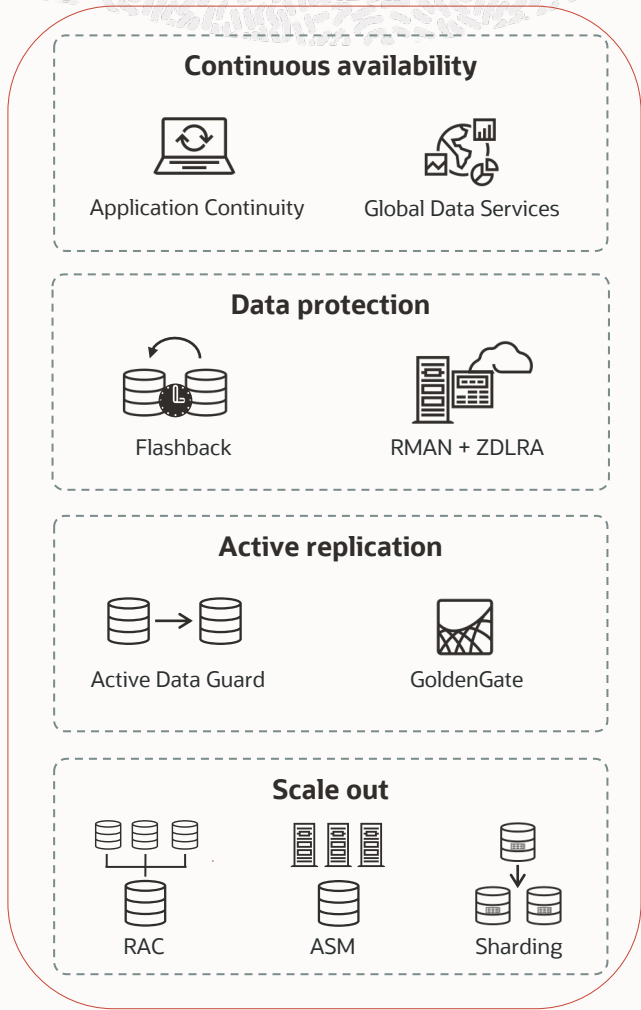 Continuous availability
Application Continuity
Global Data Services
Data protection
Flashback
RMAN + ZDLRA
Active replication
Active Data Guard
GoldenGate
Scale out
RAC
ASM
Sharding